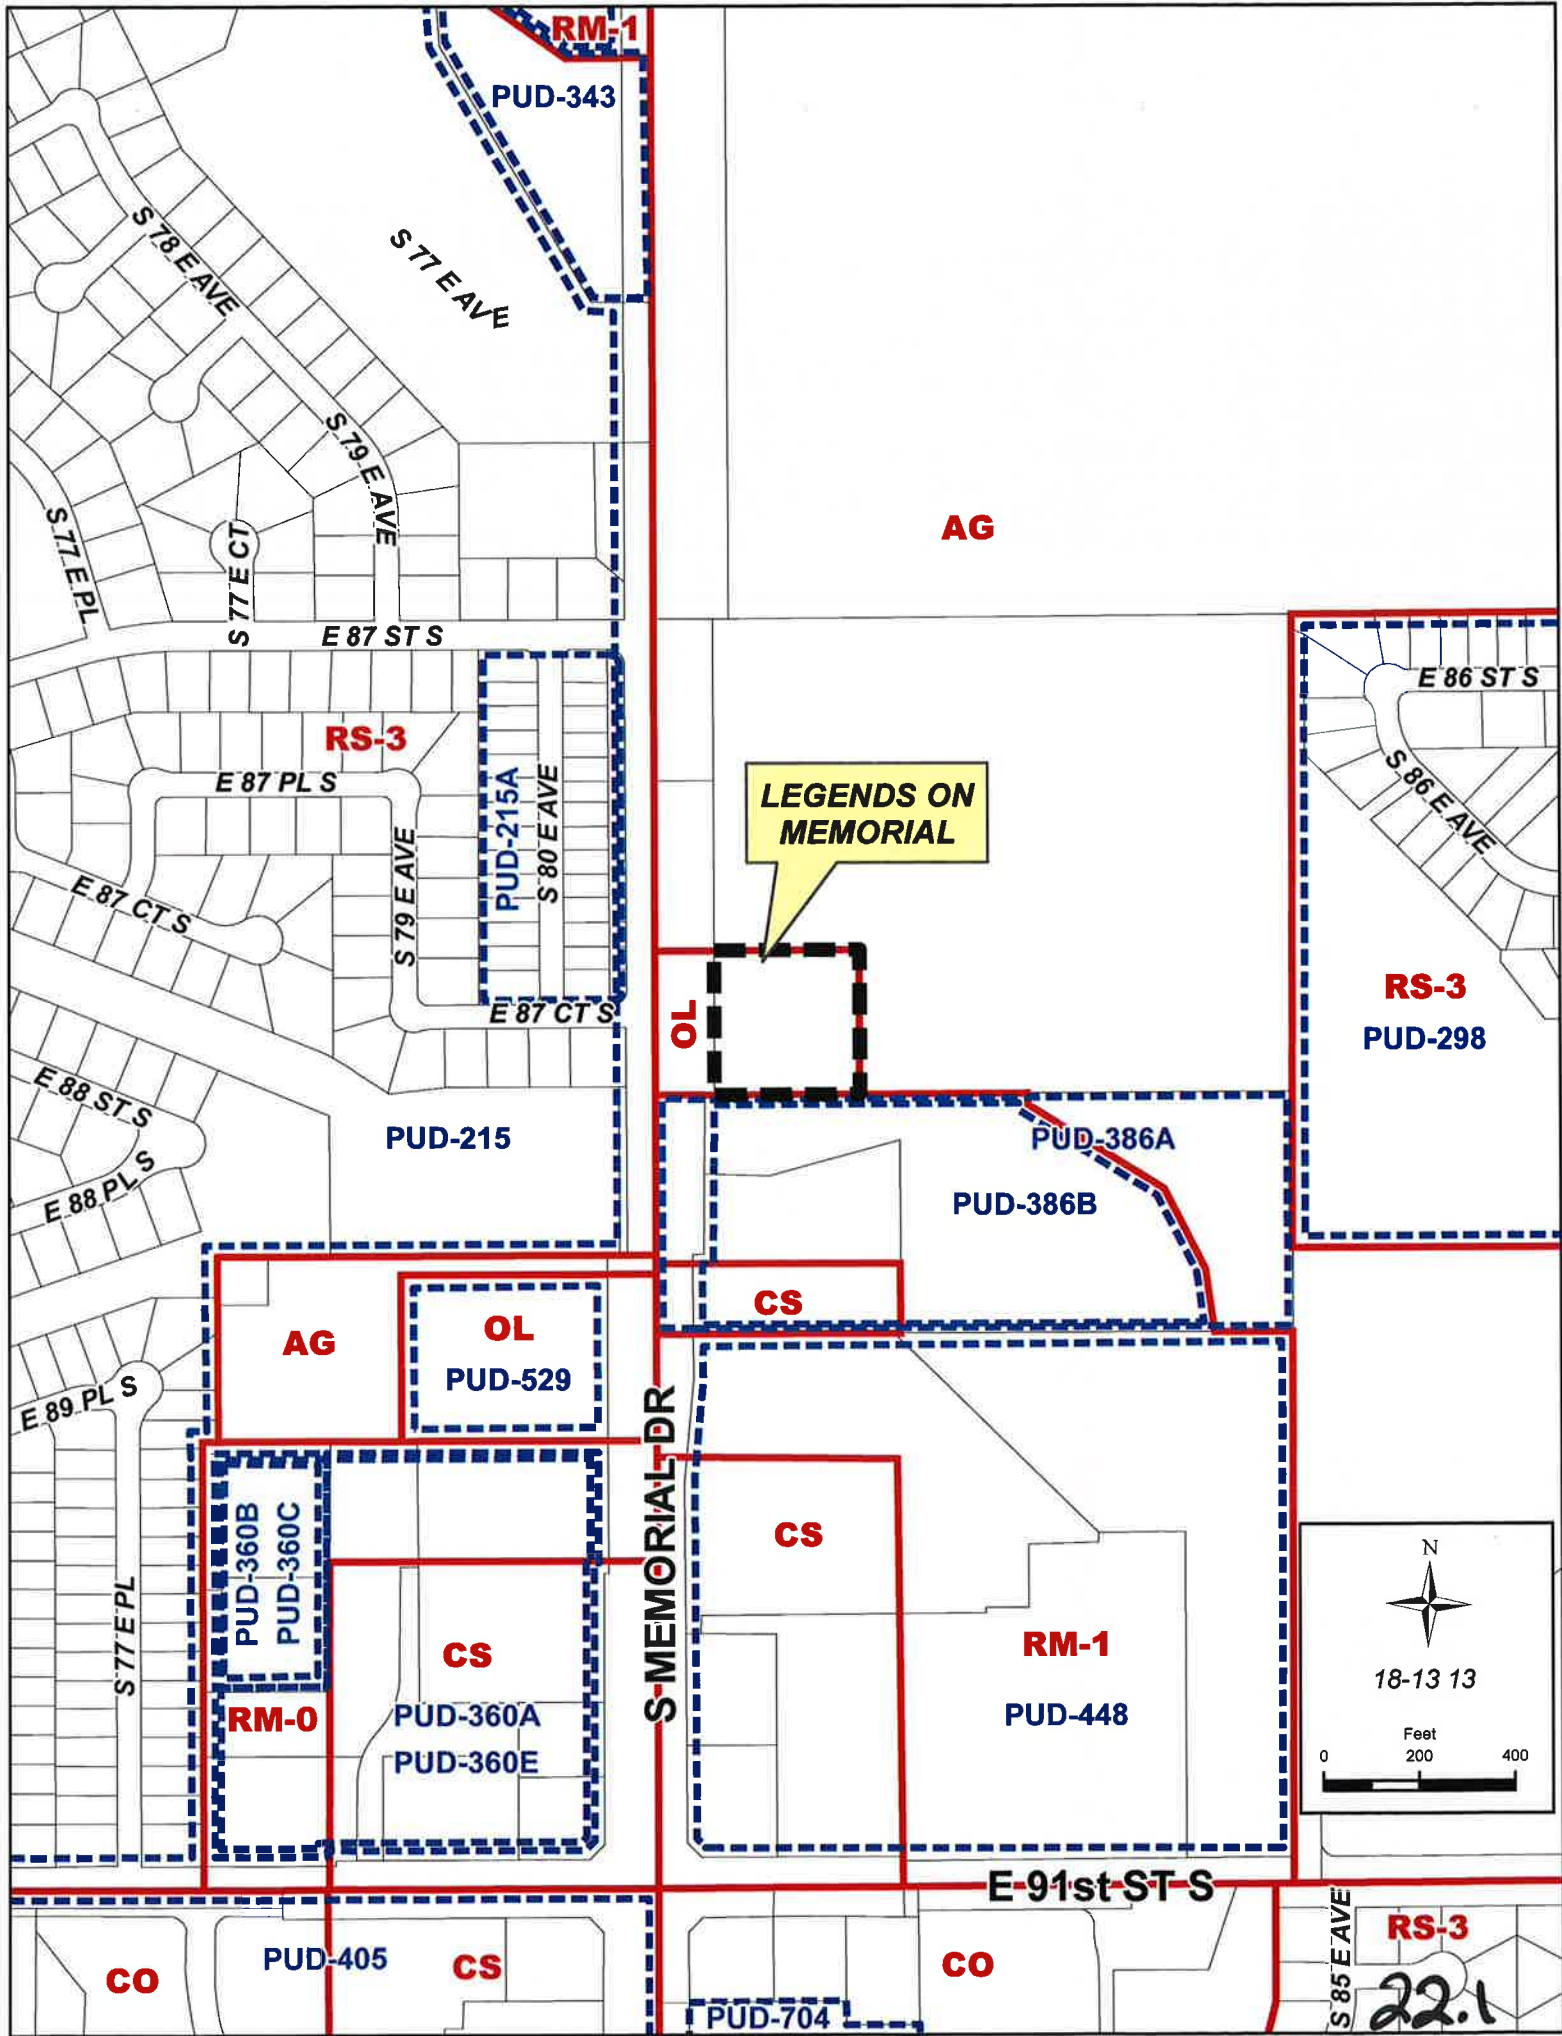 RM-1
PUD-343
S 78 E AVE
S 77 E AVE
S 79 E AVE
AG
S 77 E PL
S 77 E CT
E 87 ST S
E 86 ST S
RS-3
E 87 PL S
PUD-215A
S 80 E AVE
S 86 E AVE
LEGENDS ON
MEMORIAL
S 79 E AVE
E 87 CT S
RS-3
PUD-298
OL
E 87 CT S
E 88 ST S
PUD-215
PUD-386A
E 88 PL S
PUD-386B
CS
AG
OL
PUD-529
E 89 PL S
S MEMORIAL DR
CS
PUD-360B
PUD-360C
S 77 E PL
CS
RM-1
N
18-13 13
RM-0
PUD-360A
PUD-360E
PUD-448
Feet
0 200 400
E 91st ST S
S 85 E AVE
RS-3
PUD-405
CO
CS
CO
PUD-704
22.1